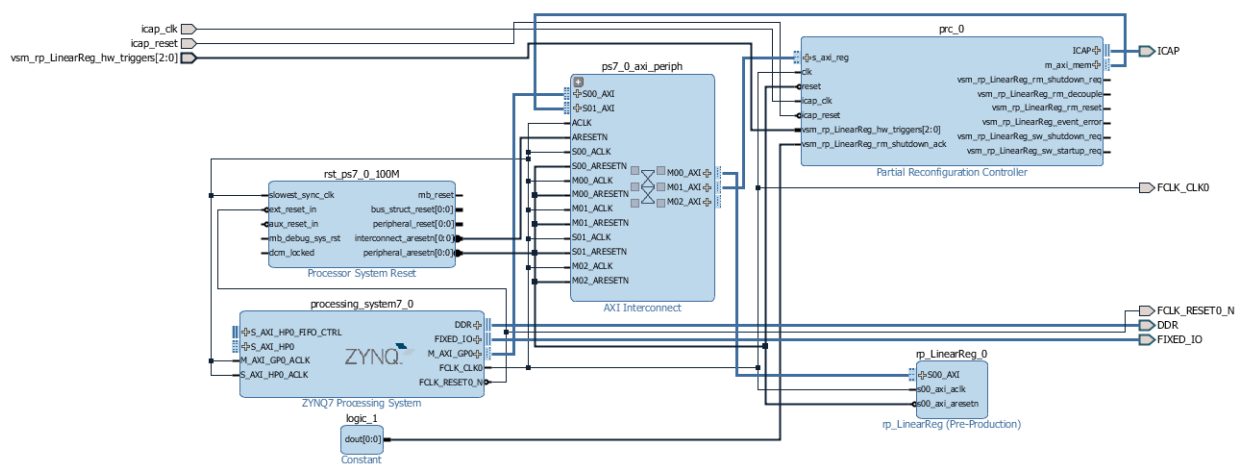 icap_clk
icap_reset
vsm_rp_LinearReg_hw_triggers[2:0]
prc_0
s_axi_reg
clk
reset
icap_clk
icap_reset
vsm_rp_LinearReg_hw_triggers[2:0]
vsm_rp_LinearReg_rm_shutdown_ack
ICAP
m_axi_mem
vsm_rp_LinearReg_rm_shutdown_req
vsm_rp_LinearReg_rm_decouple
vsm_rp_LinearReg_rm_reset
vsm_rp_LinearReg_event_error
vsm_rp_LinearReg_sw_shutdown_req
vsm_rp_LinearReg_sw_startup_req
Partial Reconfiguration Controller
ICAP
ps7_0_axi_periph
S00_AXI
S01_AXI
ACLK
ARESETN
S00_ACLK
S00_ARESETN
M00_ACLK
M00_ARESETN
M01_ACLK
M01_ARESETN
S01_ACLK
S01_ARESETN
M02_ACLK
M02_ARESETN
M00_AXI
M01_AXI
M02_AXI
AXI Interconnect
rst_ps7_0_100M
slowest_sync_clk
ext_reset_in
aux_reset_in
mb_debug_sys_rst
dcm_locked
mb_reset
bus_struct_reset[0:0]
peripheral_reset[0:0]
interconnect_aresetn[0:0]
peripheral_aresetn[0:0]
Processor System Reset
FCLK_CLK0
processing_system7_0
S_AXI_HP0_FIFO_CTRL
S_AXI_HP0
M_AXI_GP0_ACLK
S_AXI_HP0_ACLK
ZYNQ
DDR
FIXED_IO
M_AXI_GP0
FCLK_CLK0
FCLK_RESET0_N
ZYNQ7 Processing System
FCLK_RESET0_N
DDR
FIXED_IO
rp_LinearReg_0
S00_AXI
s00_axi_aclk
s00_axi_aresetn
rp_LinearReg (Pre-Production)
logic_1
dout[0:0]
Constant